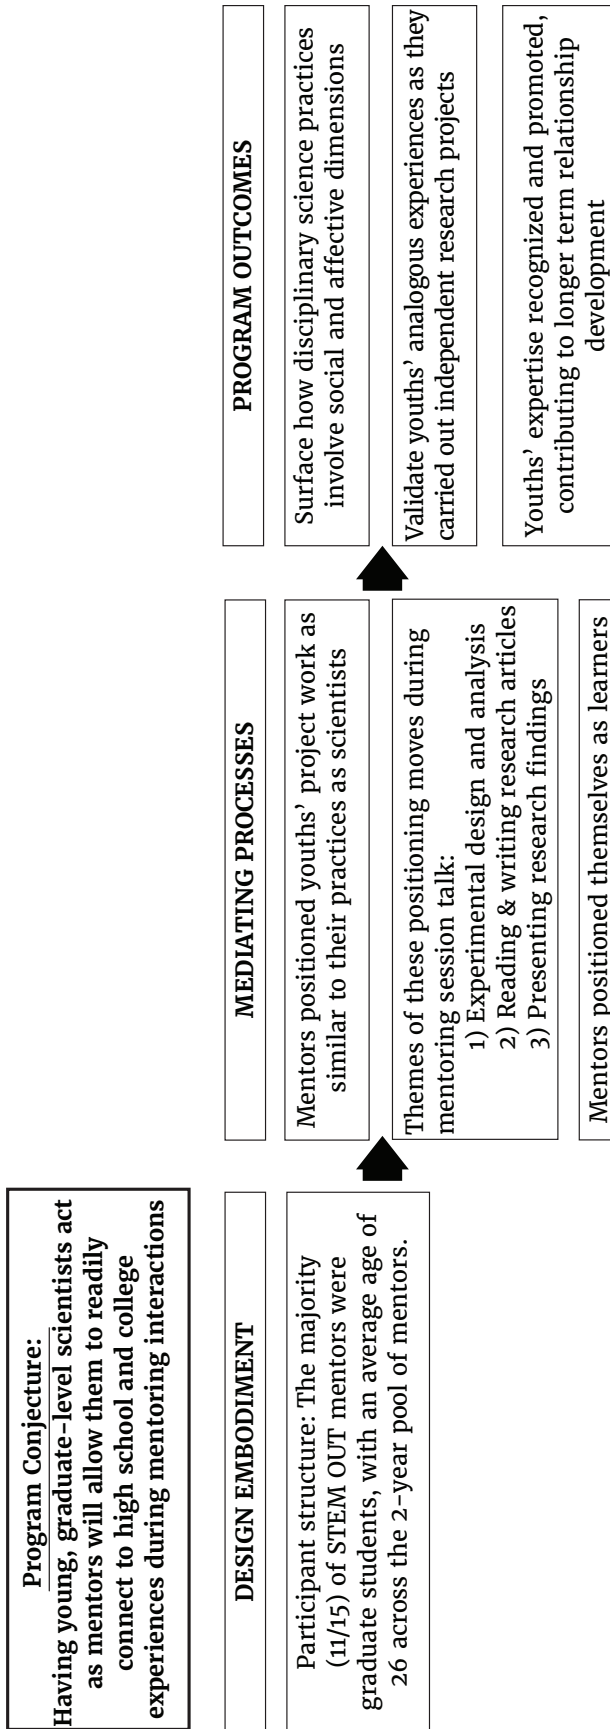 Program Conjecture:
Having young, graduate-level scientists act
as mentors will allow them to readily
connect to high school and college
experiences during mentoring interactions
DESIGN EMBODIMENT
Participant structure: The majority
(11/15) of STEM OUT mentors were
graduate students, with an average age of
26 across the 2-year pool of mentors.
MEDIATING PROCESSES
Mentors positioned youths' project work as
similar to their practices as scientists
Themes of these positioning moves during
mentoring session talk:
1) Experimental design and analysis
2) Reading & writing research articles
3) Presenting research findings
Mentors positioned themselves as learners
PROGRAM OUTCOMES
Surface how disciplinary science practices
involve social and affective dimensions
Validate youths' analogous experiences as they
carried out independent research projects
Youths' expertise recognized and promoted,
contributing to longer term relationship
development